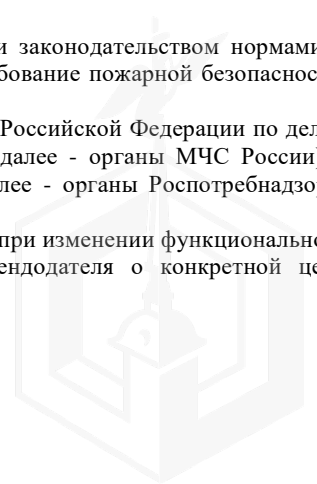 и законодательством нормами
бование пожарной безопаснос
Российской Федерации по дел
далее - органы МЧС России
лее - органы Роспотребнадзо
при изменении функционально
ендодателя о конкретной це